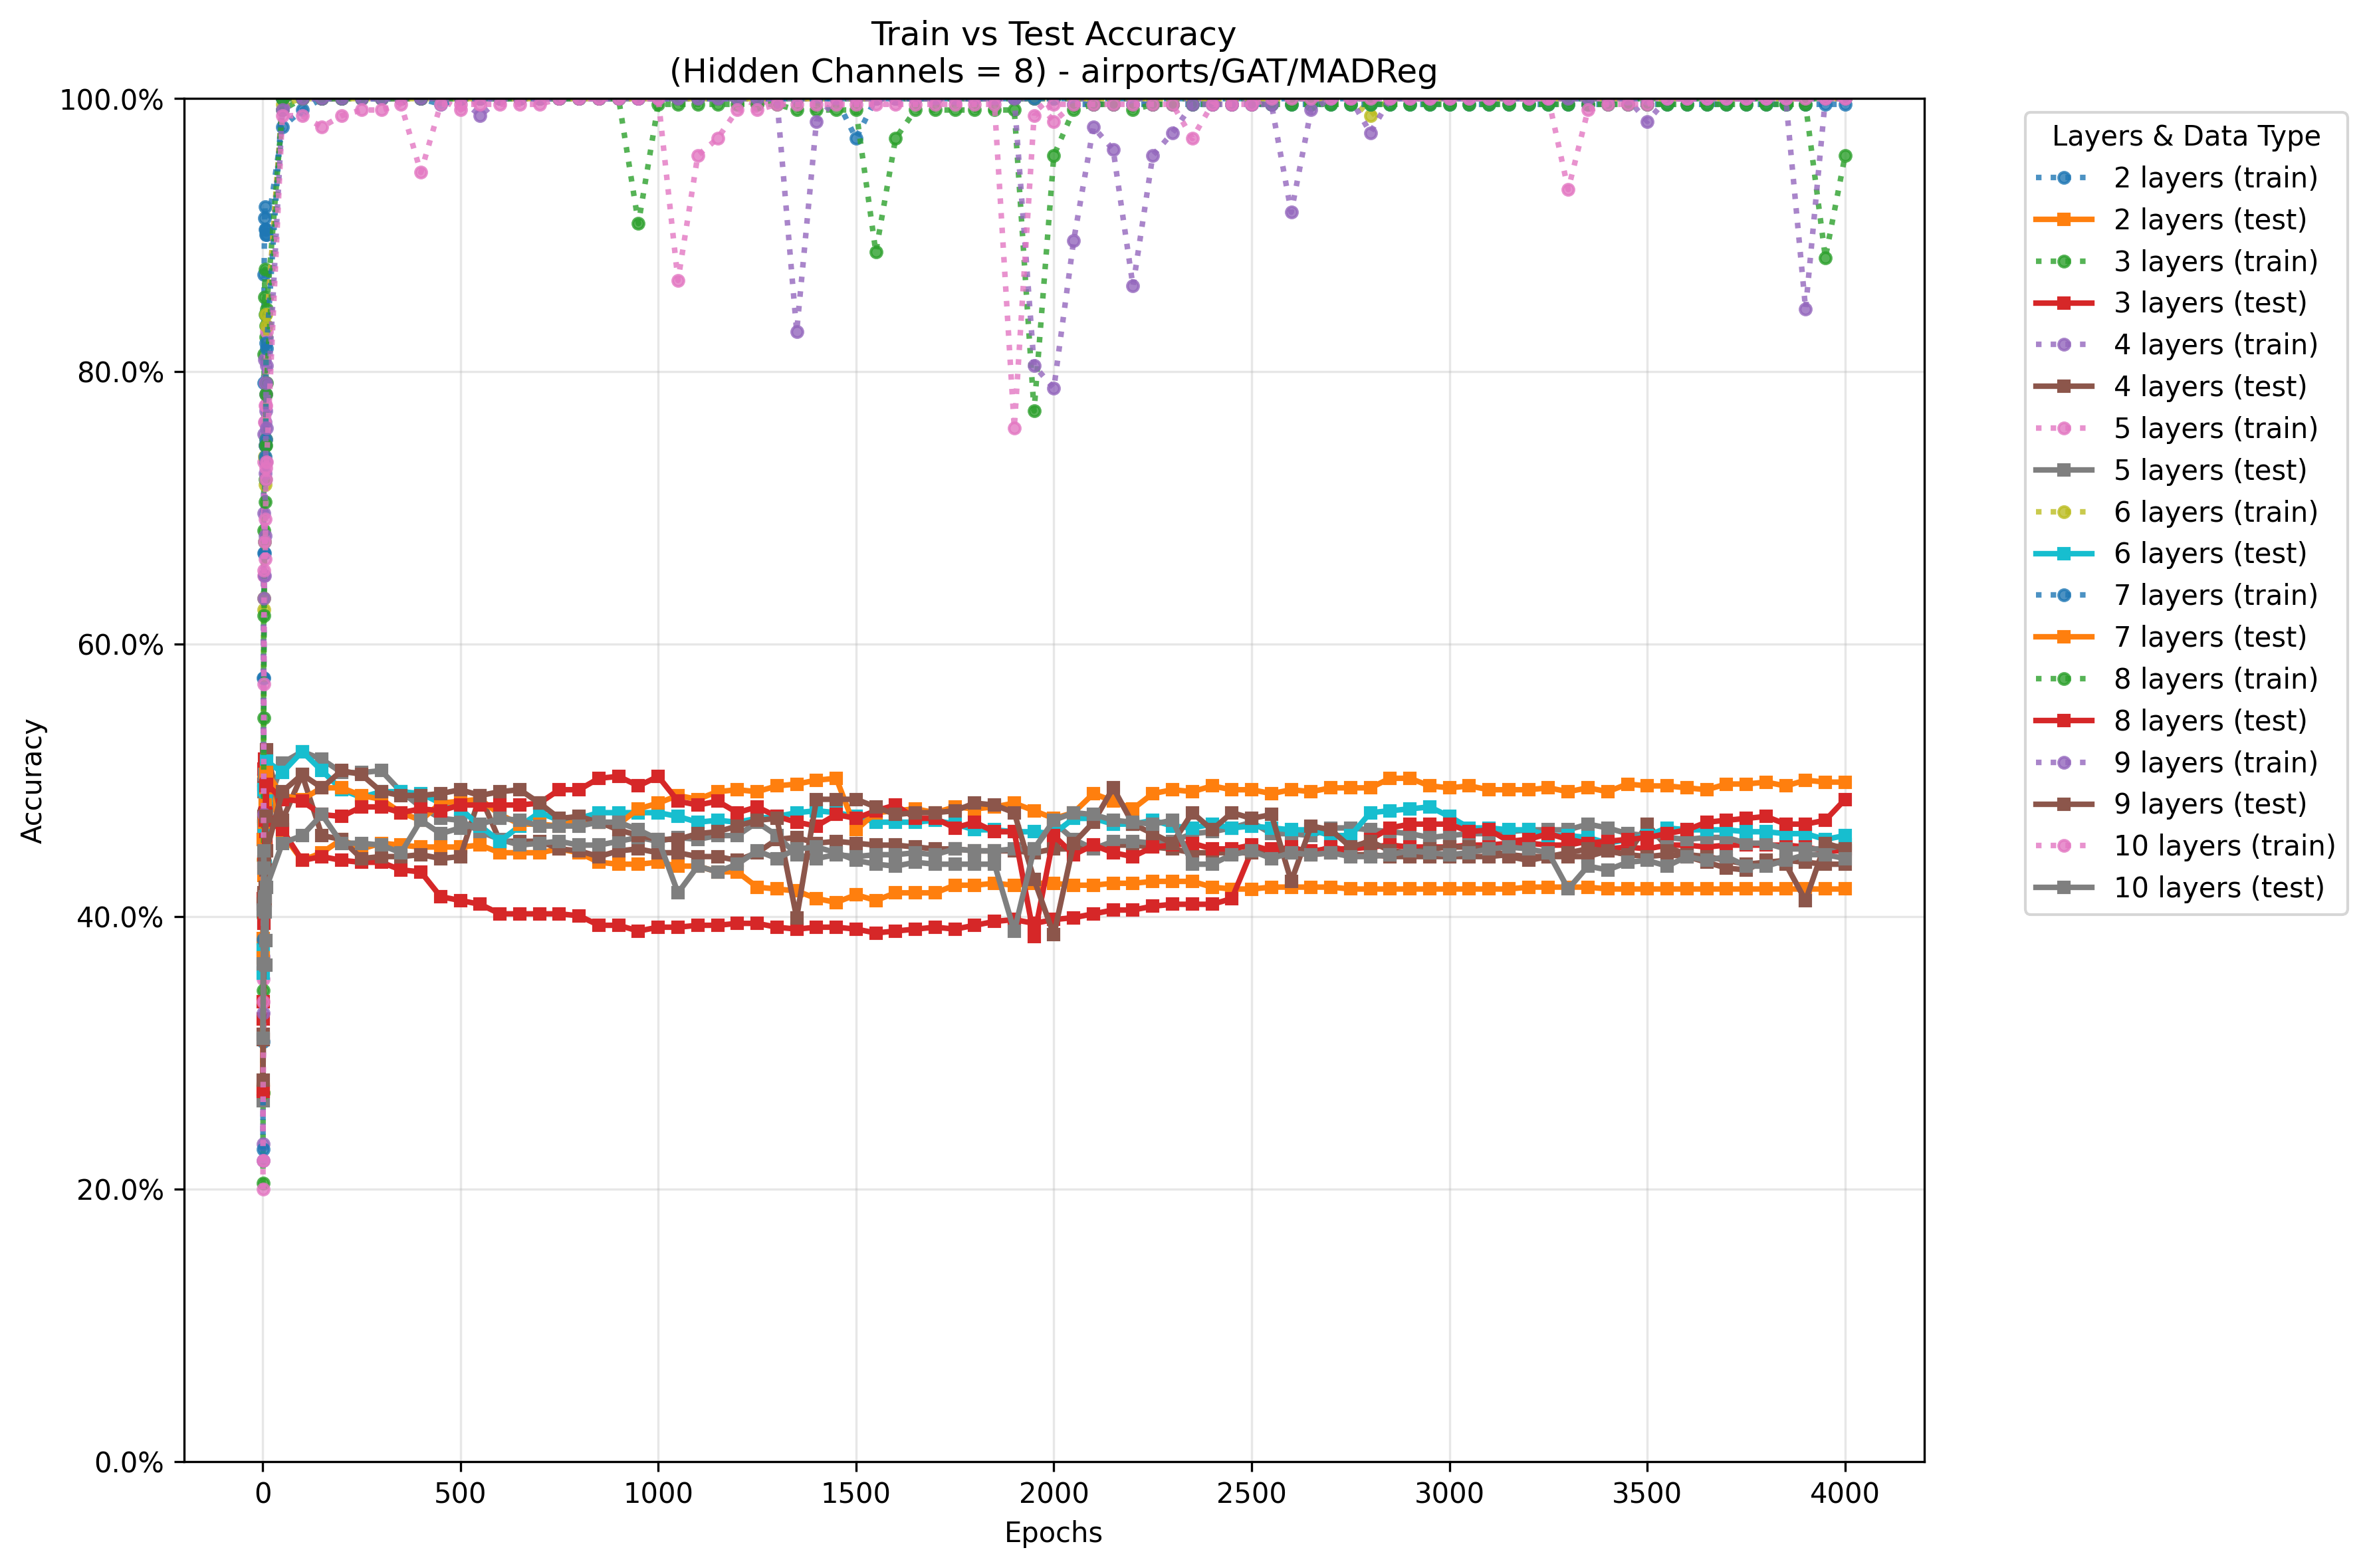 Train vs Test Accuracy
(Hidden Channels = 8) - airports/GAT/MADReg
100.0%
80.0%
60.0%
40.0%
20.0%
0.0%
Accuracy
0
500
1000
1500
2000
2500
3000
3500
4000
Epochs
Layers & Data Type
2 layers (train)
2 layers (test)
3 layers (train)
3 layers (test)
4 layers (train)
4 layers (test)
5 layers (train)
5 layers (test)
6 layers (train)
6 layers (test)
7 layers (train)
7 layers (test)
8 layers (train)
8 layers (test)
9 layers (train)
9 layers (test)
10 layers (train)
10 layers (test)